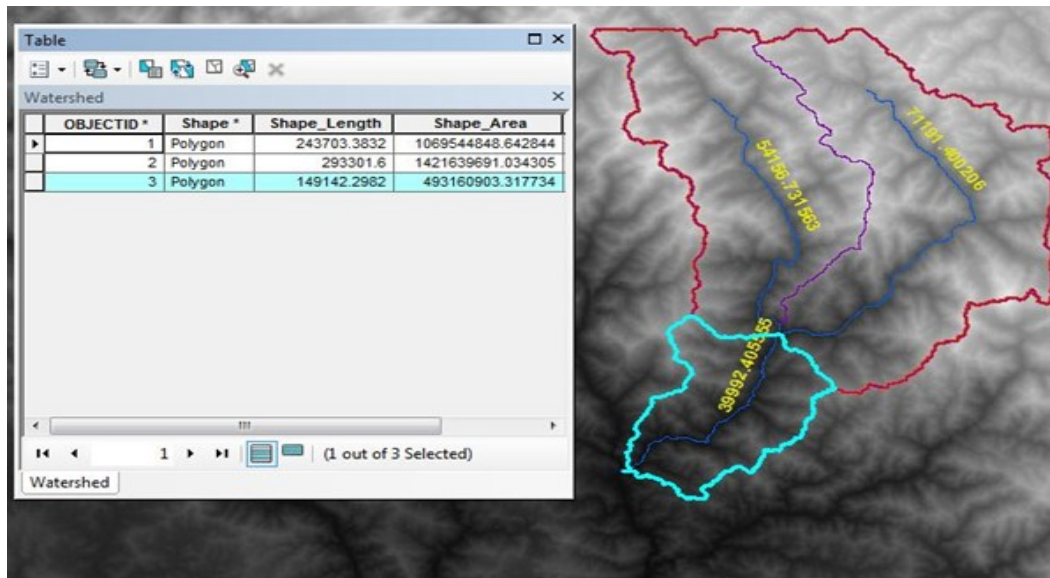 Table
Watershed
OBJECTID * Shape * Shape_Length Shape_Area
1 Polygon 243703.3832 1069544848.642844
2 Polygon 293301.6 1421639691.034305
3 Polygon 149142.2982 493160903.317734
1 (1 out of 3 Selected)
Watershed
54156.731563
71191.400206
39992.405555